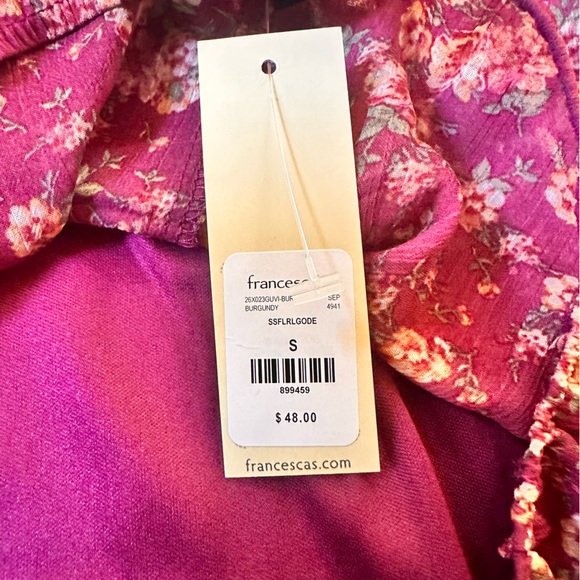 francesca
26X023GUVI-BUR SEP
BURGUNDY 4941
SSFLRLGODE
S
899459
$ 48.00
francescas.com